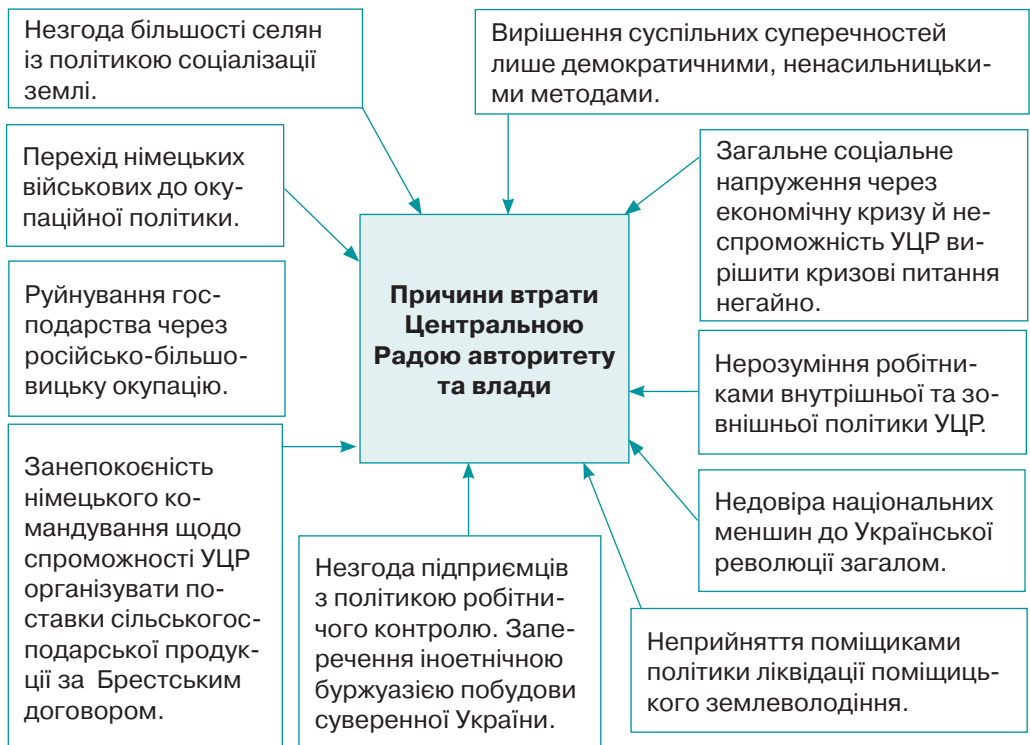 Незгода більшості селян
із політикою соціалізації
землі.
Вирішення суспільних суперечностей
лише демократичними, ненасильницьки-
ми методами.
Перехід німецьких
військових до оку-
паційної політики.
Загальне соціальне
напруження через
економічну кризу й не-
спроможність УЦР ви-
рішити кризові питання
негайно.
Руйнування гос-
подарства через
російсько-більшо-
вицьку окупацію.
Причини втрати
Центральною
Радою авторитету
та влади
Нерозуміння робітни-
ками внутрішньої та зо-
внішньої політики УЦР.
Занепокоєність
німецького ко-
мандування щодо
спроможності УЦР
організувати по-
ставки сільськогос-
подарської продук-
ції за Брестським
договором.
Недовіра національних
меншин до Української
революції загалом.
Незгода підприємців
з політикою робітни-
чого контролю. Запе-
речення іноетнічною
буржуазією побудови
суверенної України.
Неприйняття поміщиками
політики ліквідації поміщиць-
кого землеволодіння.